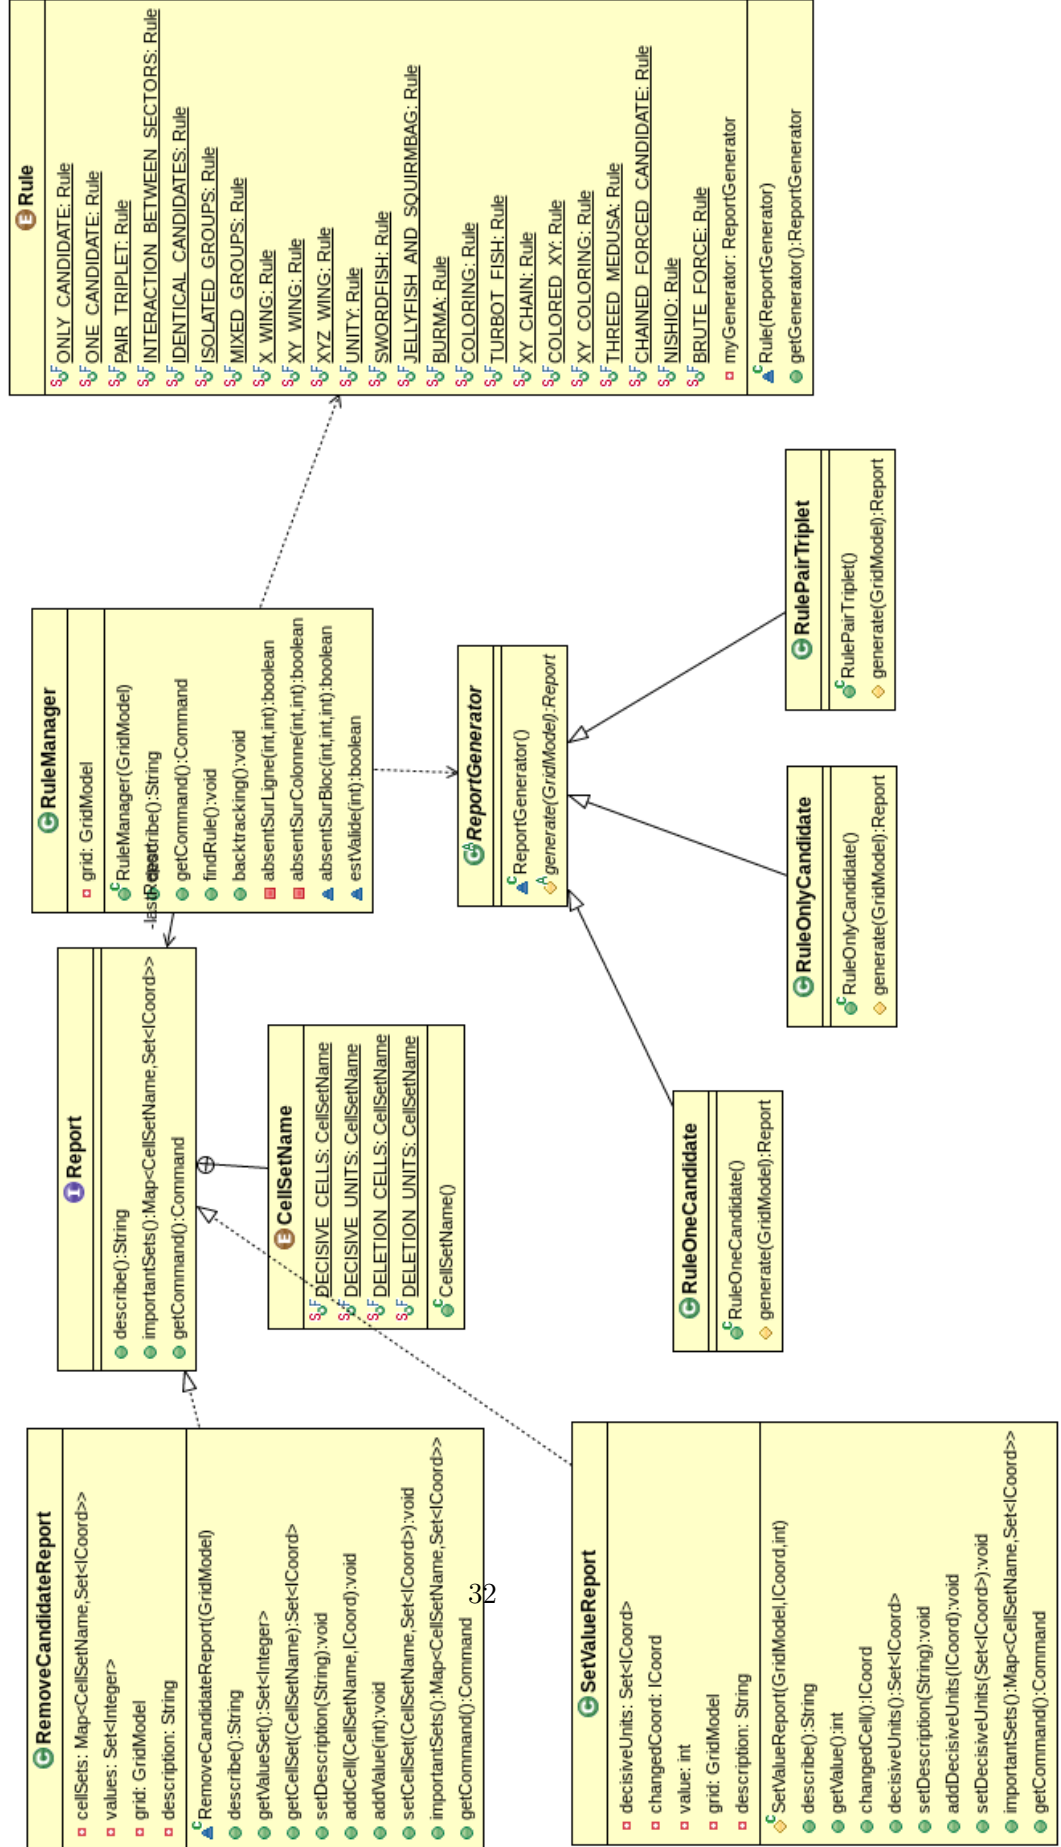 RemoveCandidateReport
cellSets: Map<CellSetName,Set<ICoord>>
values: Set<Integer>
grid: GridModel
description: String
RemoveCandidateReport(GridModel)
describe():String
getValueSet():Set<Integer>
getCellSet(CellSetName):Set<ICoord>
setDescription(String):void
addCell(CellSetName,ICoord):void
addValue(int):void
setCellSet(CellSetName,Set<ICoord>):void
importantSets():Map<CellSetName,Set<ICoord>>
getCommand():Command
Report
describe():String
importantSets():Map<CellSetName,Set<ICoord>>
getCommand():Command
-lastReport
RuleManager
grid: GridModel
RuleManager(GridModel)
describe():String
getCommand():Command
findRule():void
backtracking():void
absentSurLigne(int,int):boolean
absentSurColonne(int,int):boolean
absentSurBloc(int,int,int):boolean
estValide(int):boolean
Rule
ONLY_CANDIDATE: Rule
ONE_CANDIDATE: Rule
PAIR_TRIPLET: Rule
INTERACTION_BETWEEN_SECTORS: Rule
IDENTICAL_CANDIDATES: Rule
ISOLATED_GROUPS: Rule
MIXED_GROUPS: Rule
X_WING: Rule
XY_WING: Rule
XYZ_WING: Rule
UNITY: Rule
SWORDFISH: Rule
JELLYFISH_AND_SQUIRMBAG: Rule
BURMA: Rule
COLORING: Rule
TURBOT_FISH: Rule
XY_CHAIN: Rule
COLORED_XY: Rule
XY_COLORING: Rule
THREED_MEDUSA: Rule
CHAINED_FORCED_CANDIDATE: Rule
NISHIO: Rule
BRUTE_FORCE: Rule
myGenerator: ReportGenerator
Rule(ReportGenerator)
getGenerator():ReportGenerator
CellSetName
DECISIVE_CELLS: CellSetName
DECISIVE_UNITS: CellSetName
DELETION_CELLS: CellSetName
DELETION_UNITS: CellSetName
CellSetName()
ReportGenerator
ReportGenerator()
generate(GridModel):Report
SetValueReport
decisiveUnits: Set<ICoord>
changedCoord: ICoord
value: int
grid: GridModel
description: String
SetValueReport(GridModel,ICoord,int)
describe():String
getValue():int
changedCell():ICoord
decisiveUnits():Set<ICoord>
setDescription(String):void
addDecisiveUnits(ICoord):void
setDecisiveUnits(Set<ICoord>):void
importantSets():Map<CellSetName,Set<ICoord>>
getCommand():Command
RuleOneCandidate
RuleOneCandidate()
generate(GridModel):Report
RuleOnlyCandidate
RuleOnlyCandidate()
generate(GridModel):Report
RulePairTriplet
RulePairTriplet()
generate(GridModel):Report
32